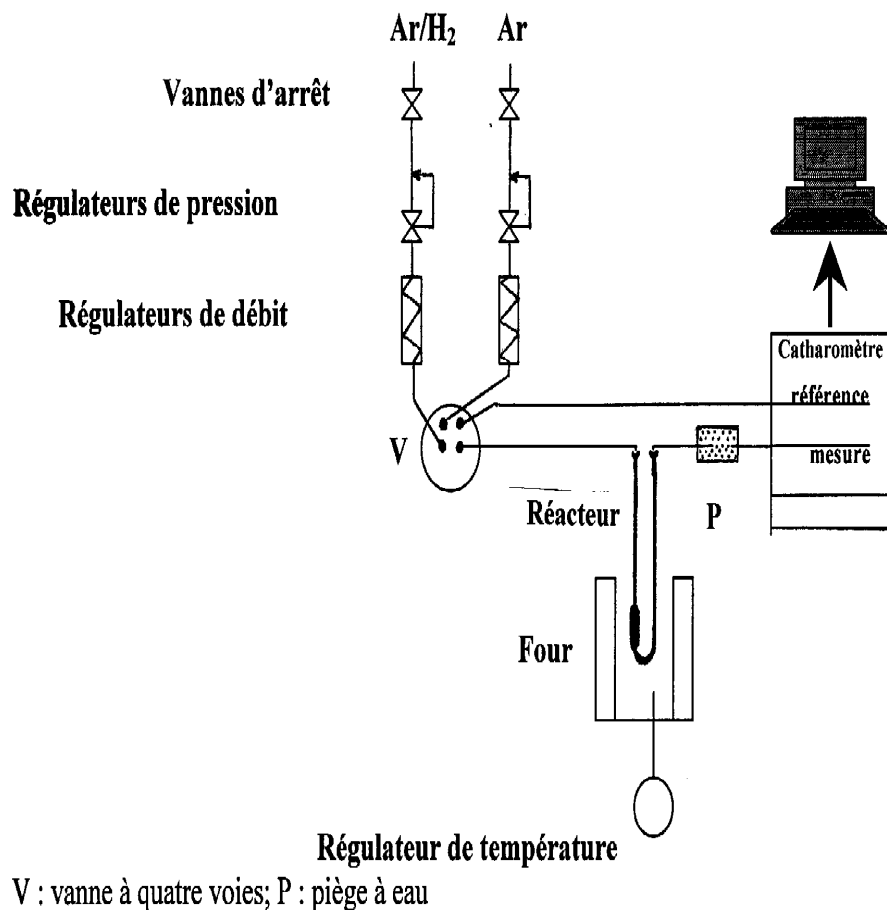 Ar/H₂ Ar
Vannes d'arrêt
Régulateurs de pression
Régulateurs de débit
Catharomètre
référence
V
mesure
Réacteur
P
Four
Régulateur de température
V : vanne à quatre voies; P : piège à eau